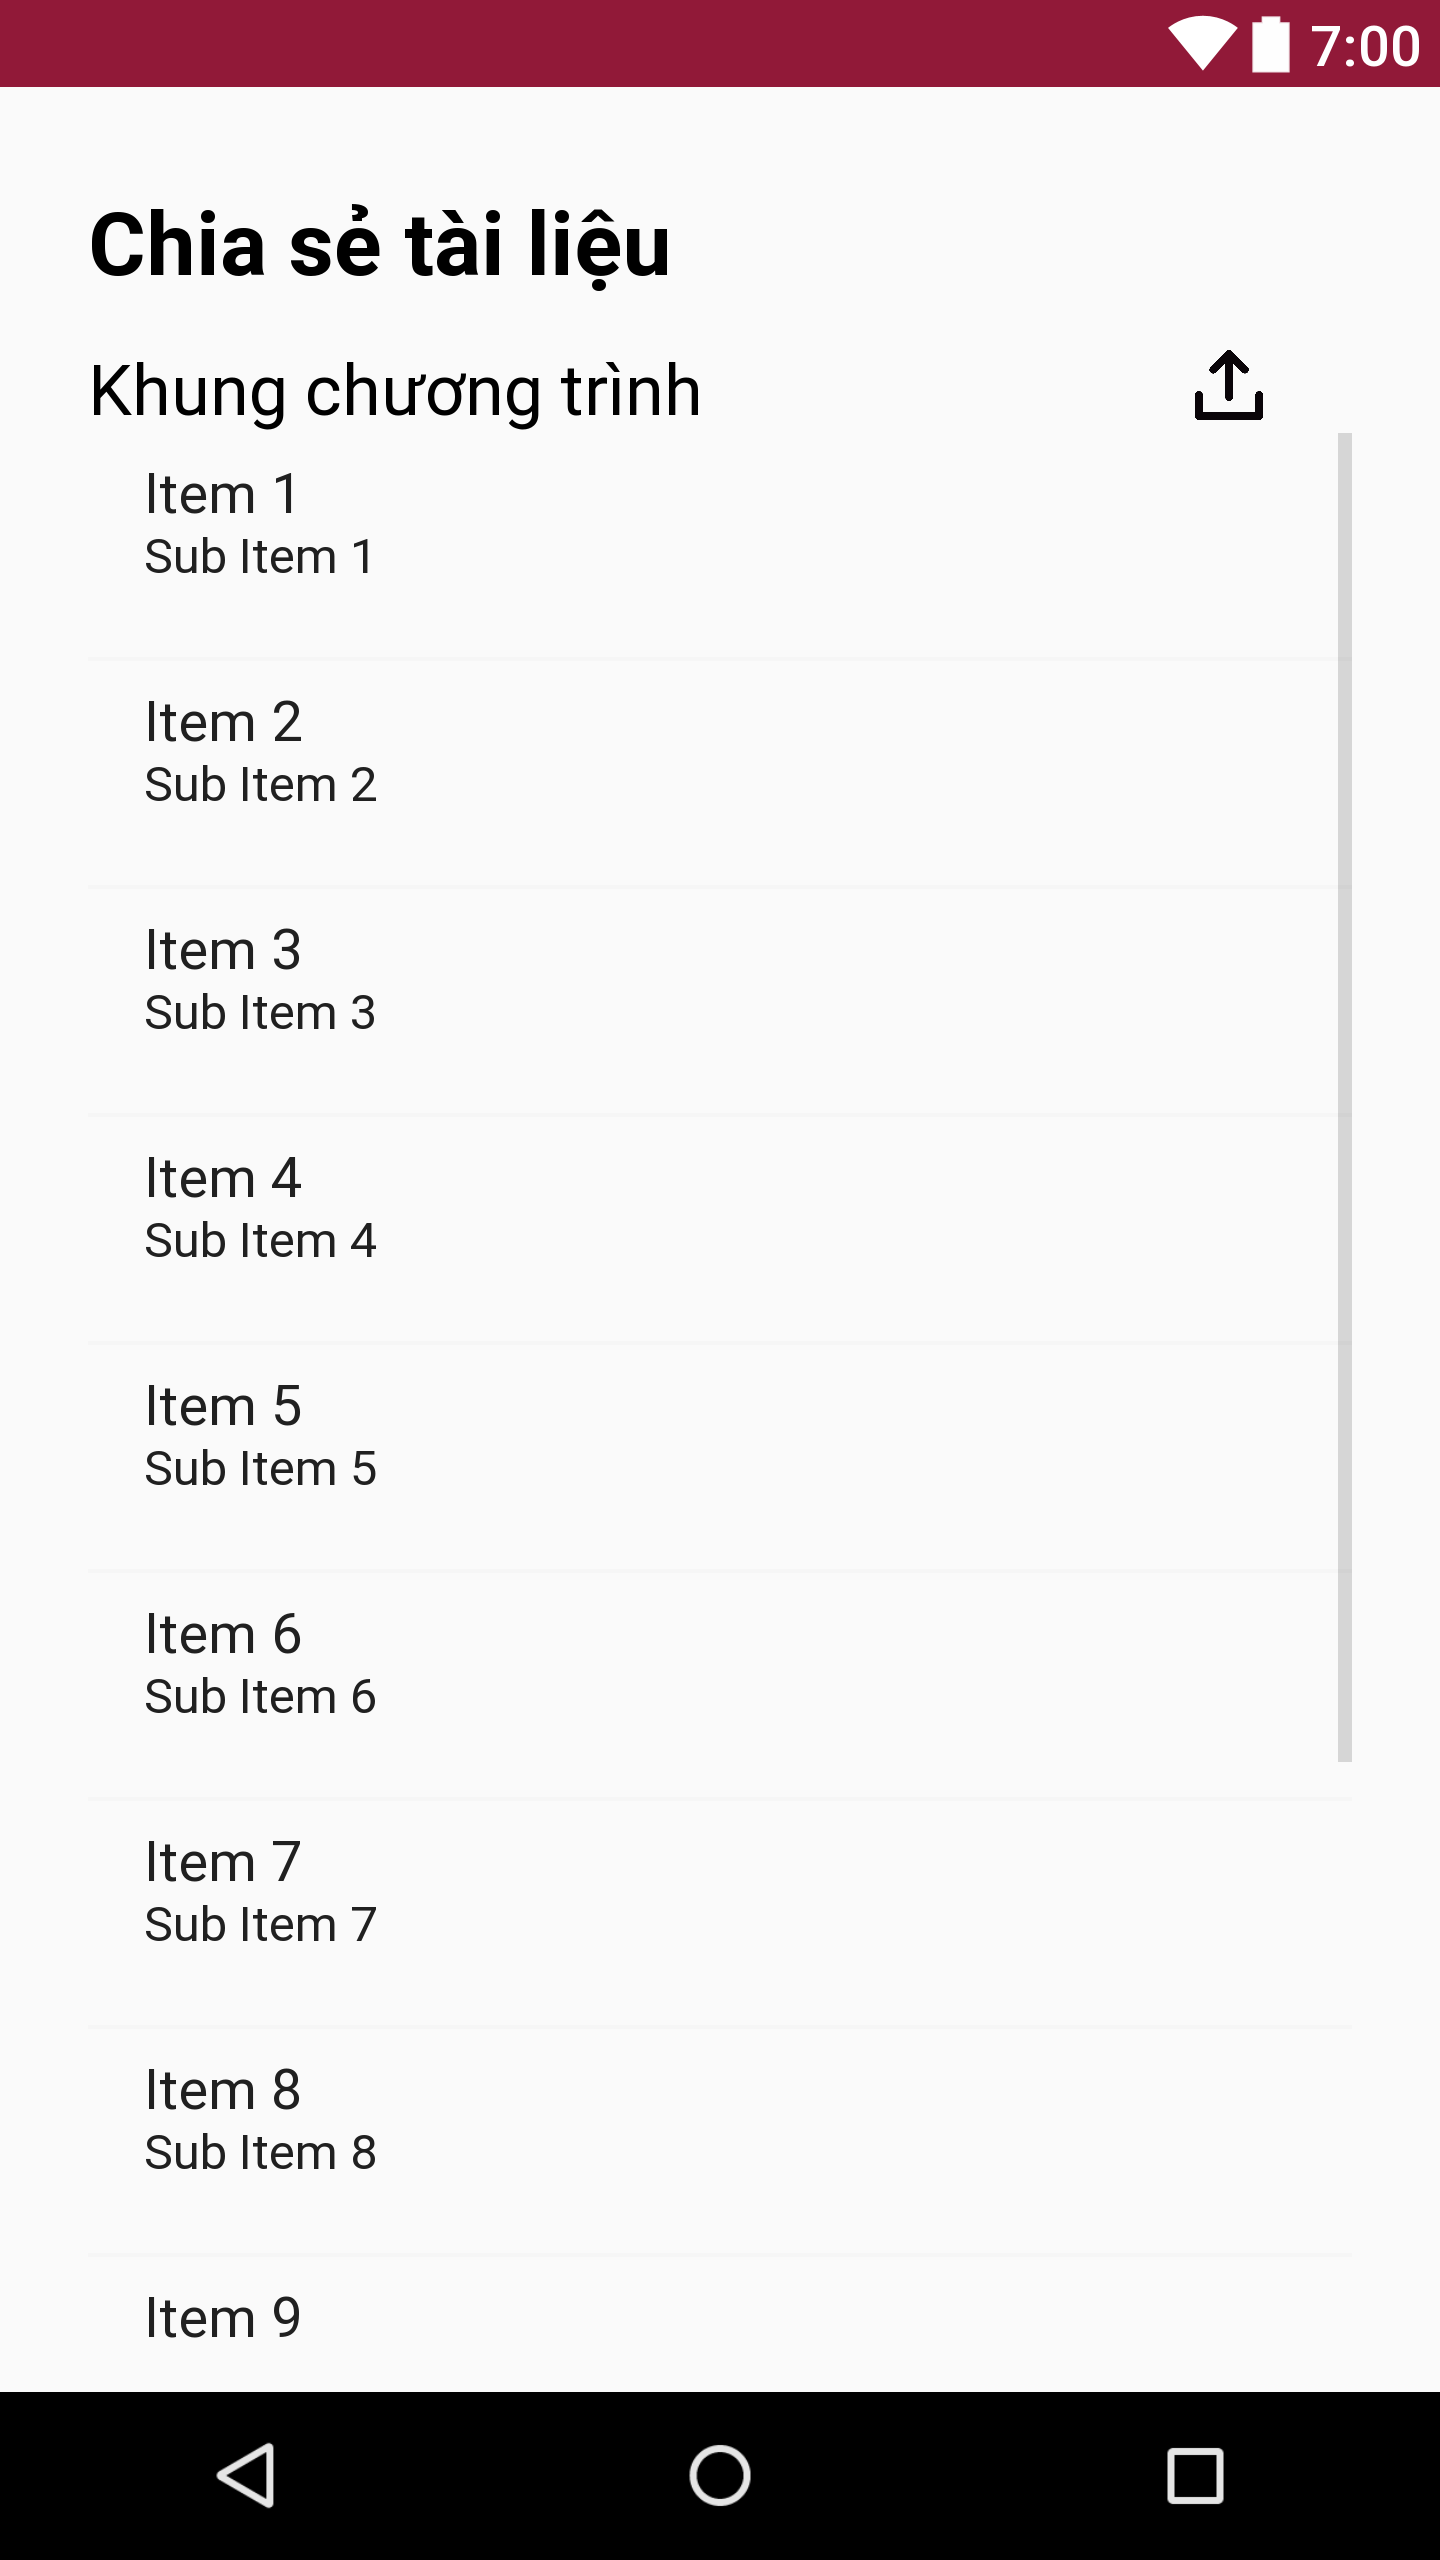 7:00
Chia sẻ tài liệu
Khung chương trình
Item 1
Sub Item 1
Item 2
Sub Item 2
Item 3
Sub Item 3
Item 4
Sub Item 4
Item 5
Sub Item 5
Item 6
Sub Item 6
Item 7
Sub Item 7
Item 8
Sub Item 8
Item 9